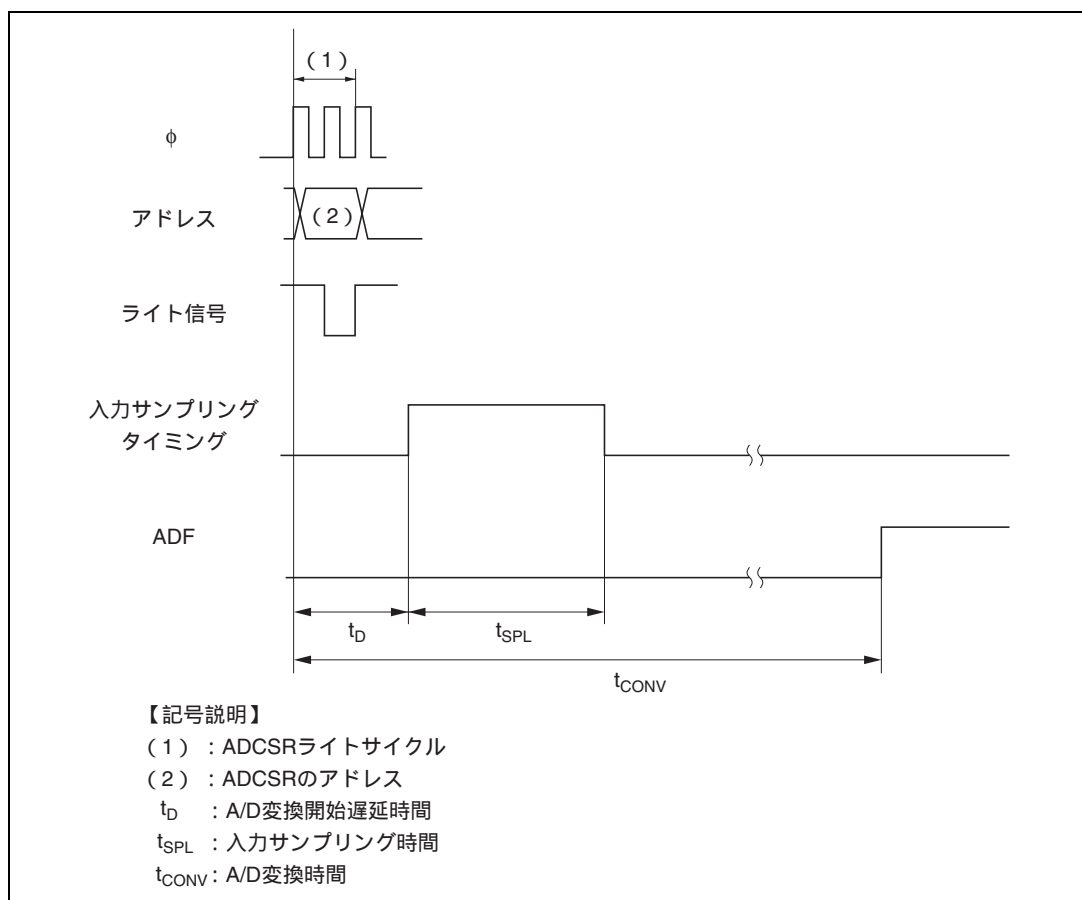 （1）
φ
アドレス
（2）
ライト信号
入力サンプリング
タイミング
ADF
tD
tSPL
tCONV
【記号説明】
（1）：ADCSRライトサイクル
（2）：ADCSRのアドレス
tD ：A/D変換開始遅延時間
tSPL ：入力サンプリング時間
tCONV：A/D変換時間